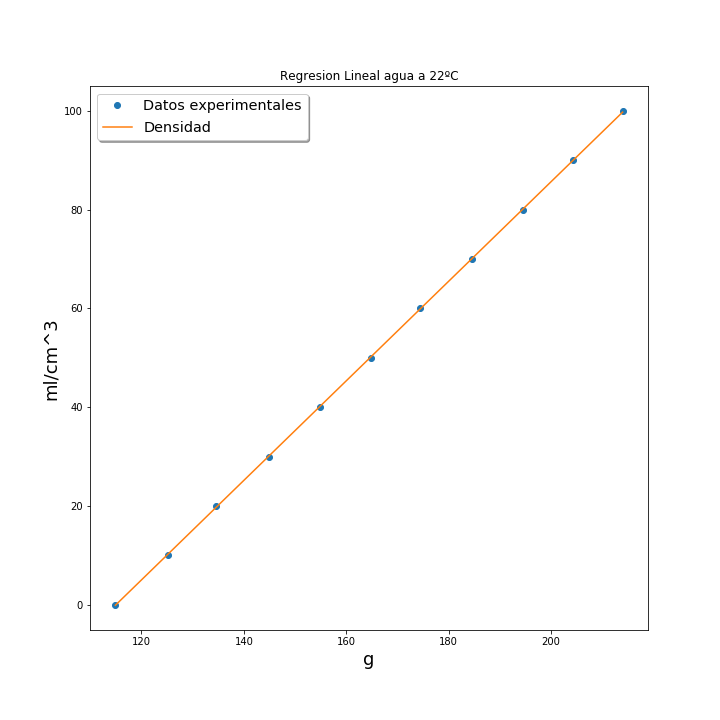 Regresion Lineal agua a 22ºC
Datos experimentales
Densidad
100
80
60
40
20
0
ml/cm^3
120 140 160 180 200
g